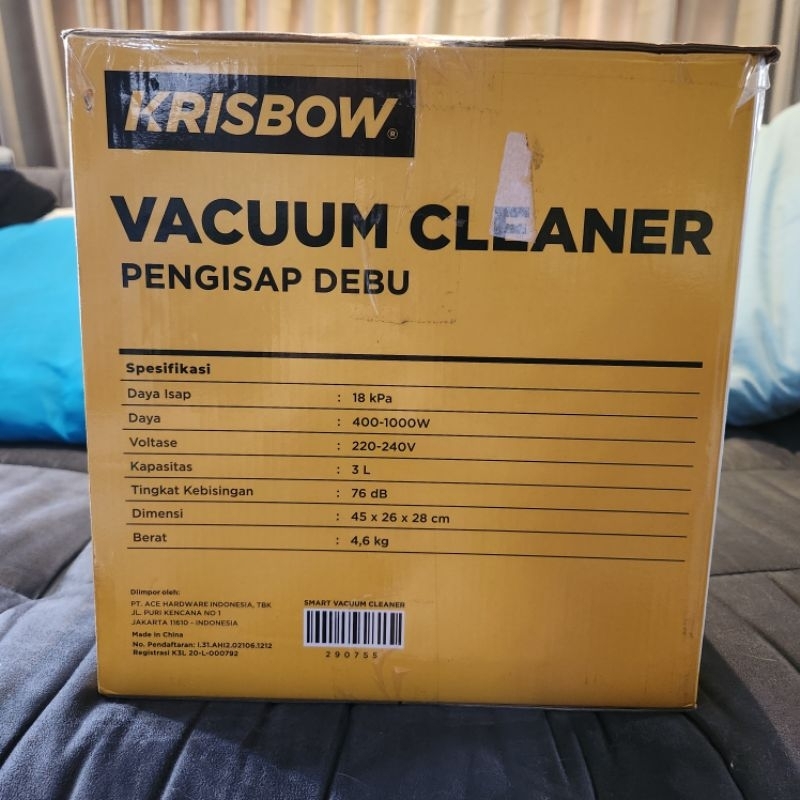 KRISBOW®
VACUUM CLEANER
PENGISAP DEBU
Spesifikasi
Daya Isap : 18 kPa
Daya : 400-1000W
Voltase : 220-240V
Kapasitas : 3 L
Tingkat Kebisingan : 76 dB
Dimensi : 45 x 26 x 28 cm
Berat : 4,6 kg
Diimpor oleh:
PT. ACE HARDWARE INDONESIA, TBK
JL. PURI KENCANA NO 1
JAKARTA 11610 - INDONESIA
Made in China
No. Pendaftaran: I.31.AHI2.02106.1212
Registrasi K3L 20-L-000792
SMART VACUUM CLEANER
290755